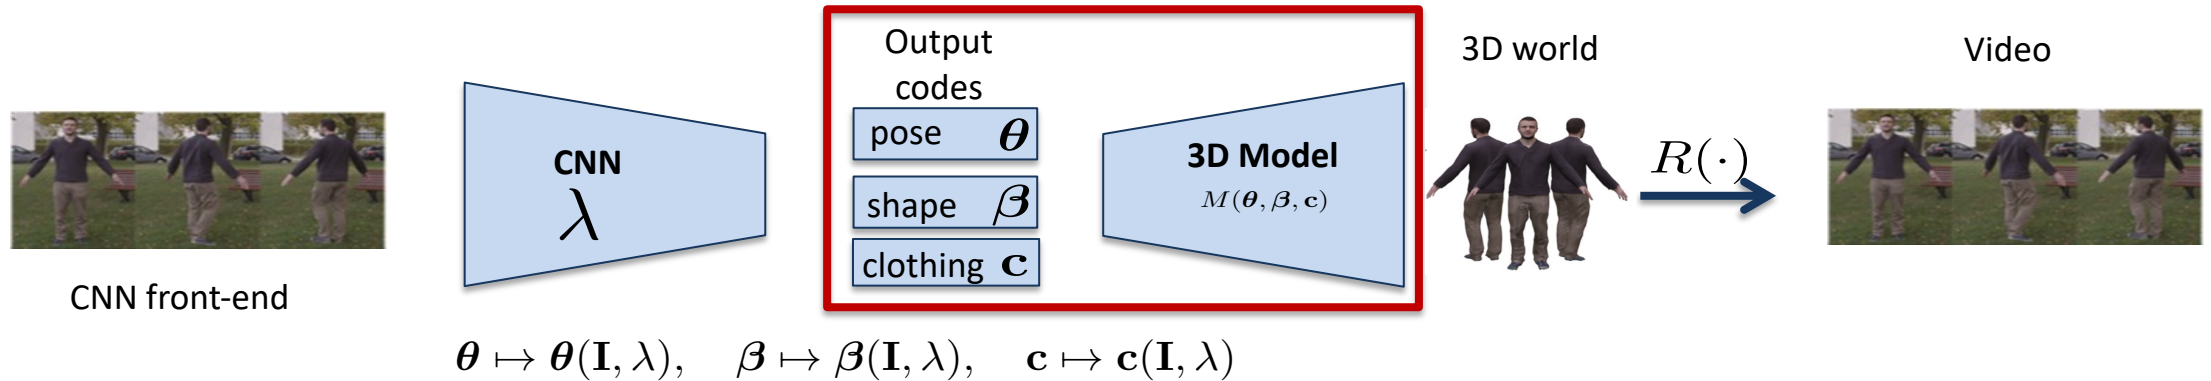 Output
codes
3D world
Video
pose θ
CNN
λ
3D Model
M(θ, β, c)
R(·)
shape β
clothing c
CNN front-end
θ ↦ θ(I, λ), β ↦ β(I, λ), c ↦ c(I, λ)